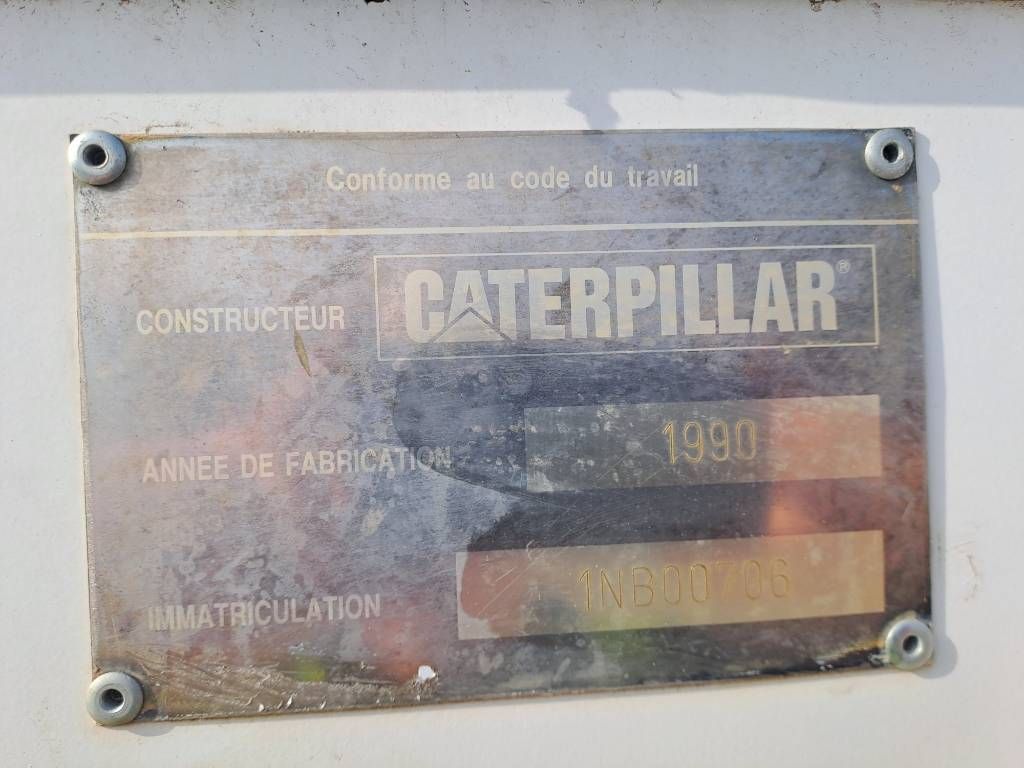 Conforme au code du travail
CONSTRUCTEUR CATERPILLAR®
ANNEE DE FABRICATION 1990
IMMATRICULATION 1NB00706